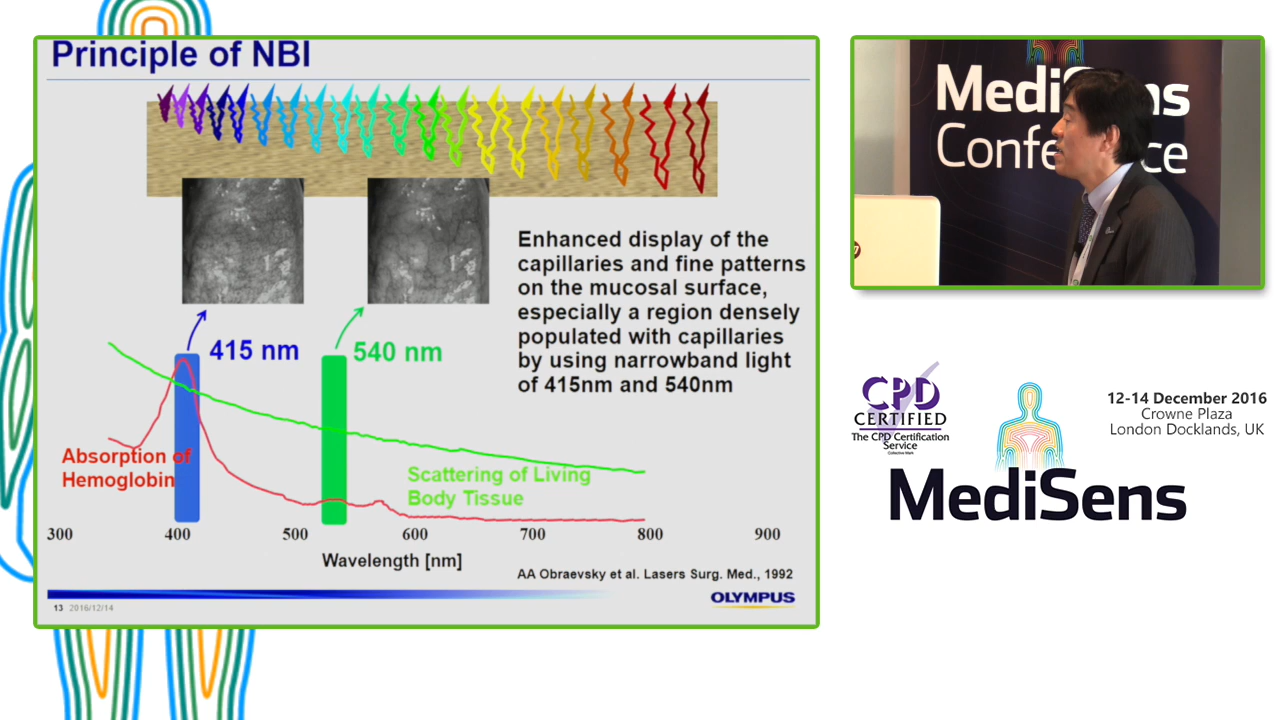 Principle of NBI
415 nm
540 nm
Enhanced display of the
capillaries and fine patterns
on the mucosal surface,
especially a region densely
populated with capillaries
by using narrowband light
of 415nm and 540nm
Absorption of
Hemoglobin
Scattering of Living
Body Tissue
300 400 500 600 700 800 900
Wavelength [nm]
AA Obraevsky et al. Lasers Surg. Med., 1992
13 2016/12/14
OLYMPUS
MediSens
Conference
CPD
CERTIFIED
The CPD Certification
Service
Collective Mark
12-14 December 2016
Crowne Plaza
London Docklands, UK
MediSens